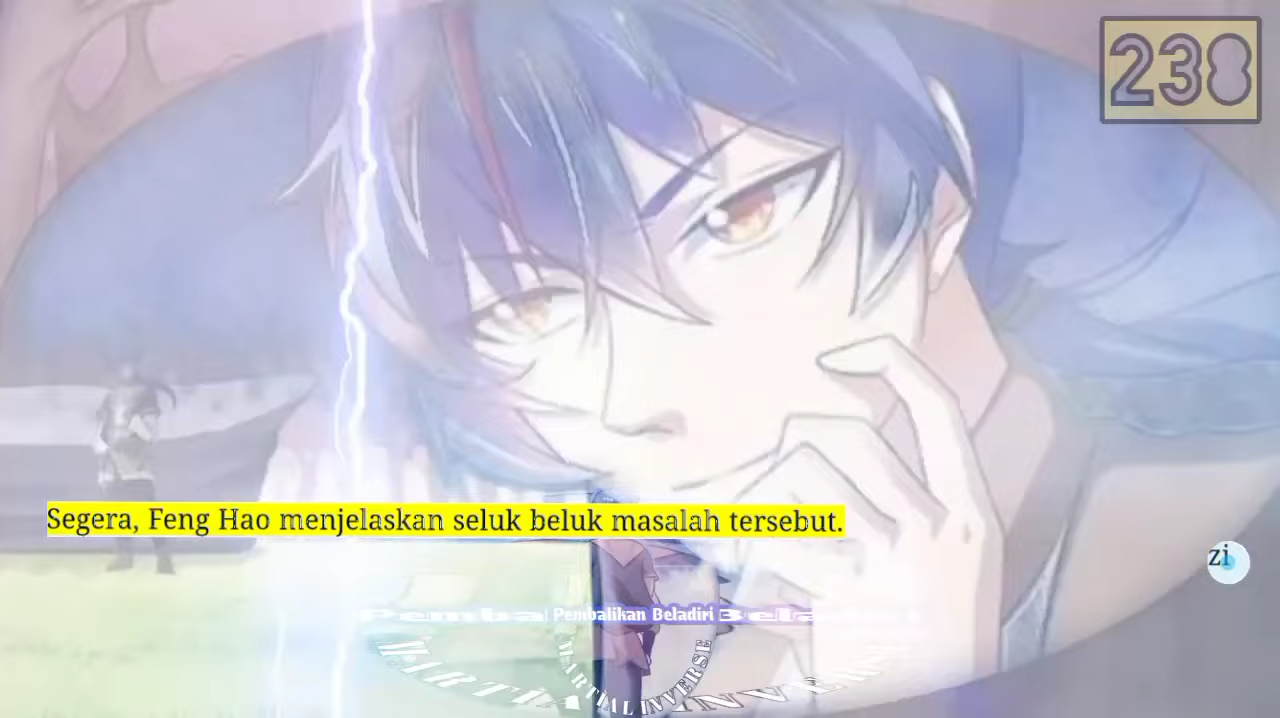 238
Segera, Feng Hao menjelaskan seluk beluk masalah tersebut.
zi
Pembalikan Beladiri
MARTIAL INVERSE